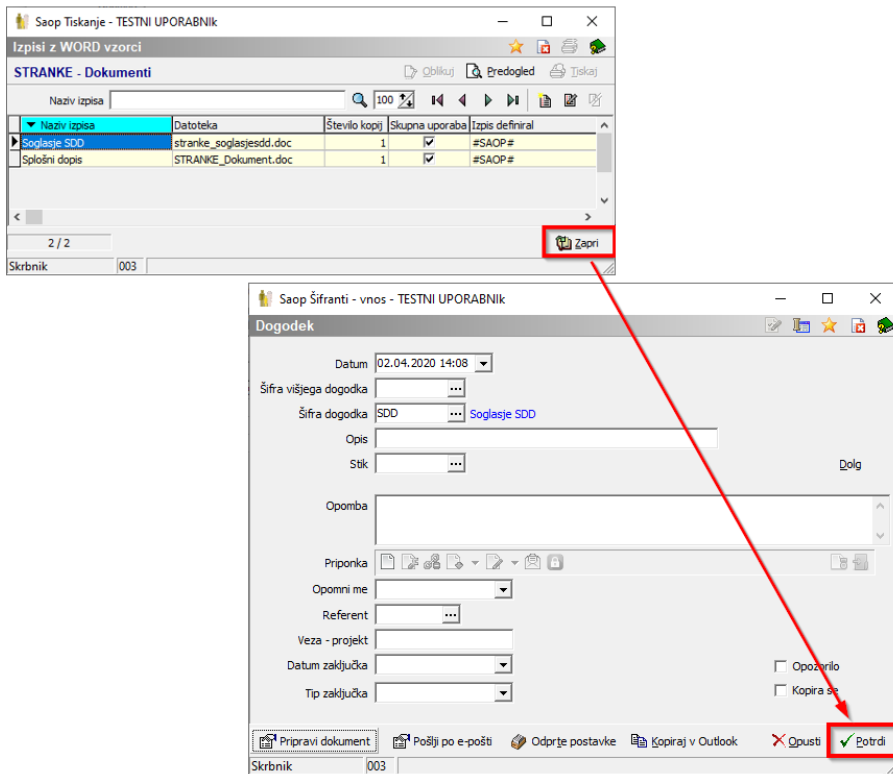 Saop Tiskanje - TESTNI UPORABNIk
Izpisi z WORD vzorci
STRANKE - Dokumenti Oblikuj Predogled Tiskaj
Naziv izpisa 100
Naziv izpisa Datoteka Število kopij Skupna uporaba Izpis definiral
Soglasje SDD stranke_soglasjesdd.doc 1 #SAOP#
Splošni dopis STRANKE_Dokument.doc 1 #SAOP#
2 / 2 Zapri
Skrbnik 003
Saop Šifranti - vnos - TESTNI UPORABNIk
Dogodek
Datum 02.04.2020 14:08
Šifra višjega dogodka ...
Šifra dogodka SDD ... Soglasje SDD
Opis
Stik ... Dolg
Opomba
Priponka
Opomni me
Referent ...
Veza - projekt
Datum zaključka Opozorilo
Tip zaključka Kopira se
Pripravi dokument Pošlji po e-pošti Odprte postavke Kopiraj v Outlook Opusti Potrdi
Skrbnik 003